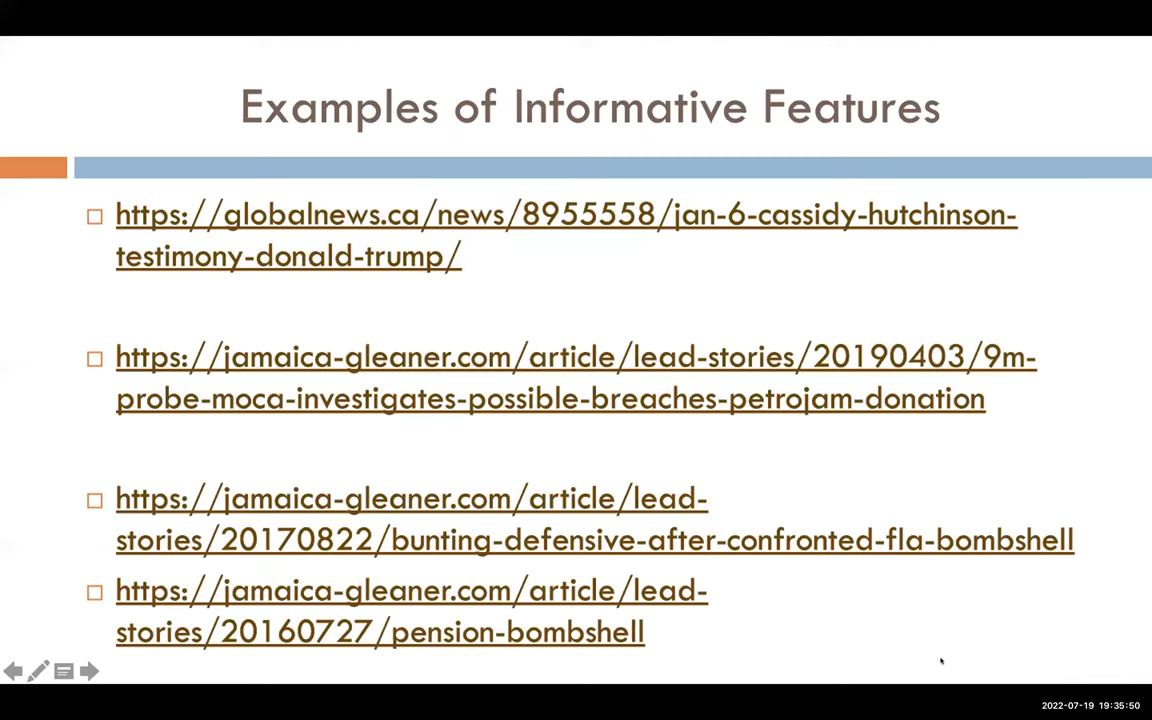 Examples of Informative Features
https://globalnews.ca/news/8955558/jan-6-cassidy-hutchinson-
testimony-donald-trump/
https://jamaica-gleaner.com/article/lead-stories/20190403/9m-
probe-moca-investigates-possible-breaches-petrojam-donation
https://jamaica-gleaner.com/article/lead-
stories/20170822/bunting-defensive-after-confronted-fla-bombshell
https://jamaica-gleaner.com/article/lead-
stories/20160727/pension-bombshell
2022-07-19 19:35:50